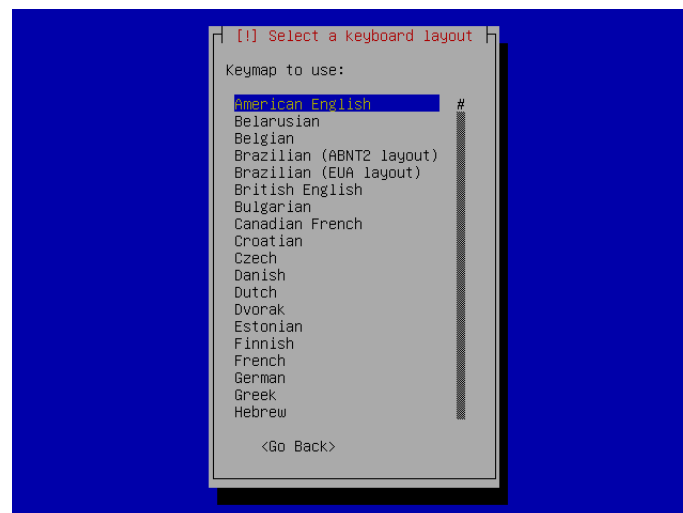 [!] Select a keyboard layout
Keymap to use:
American English #
Belarusian
Belgian
Brazilian (ABNT2 layout)
Brazilian (EUA layout)
British English
Bulgarian
Canadian French
Croatian
Czech
Danish
Dutch
Dvorak
Estonian
Finnish
French
German
Greek
Hebrew
<Go Back>